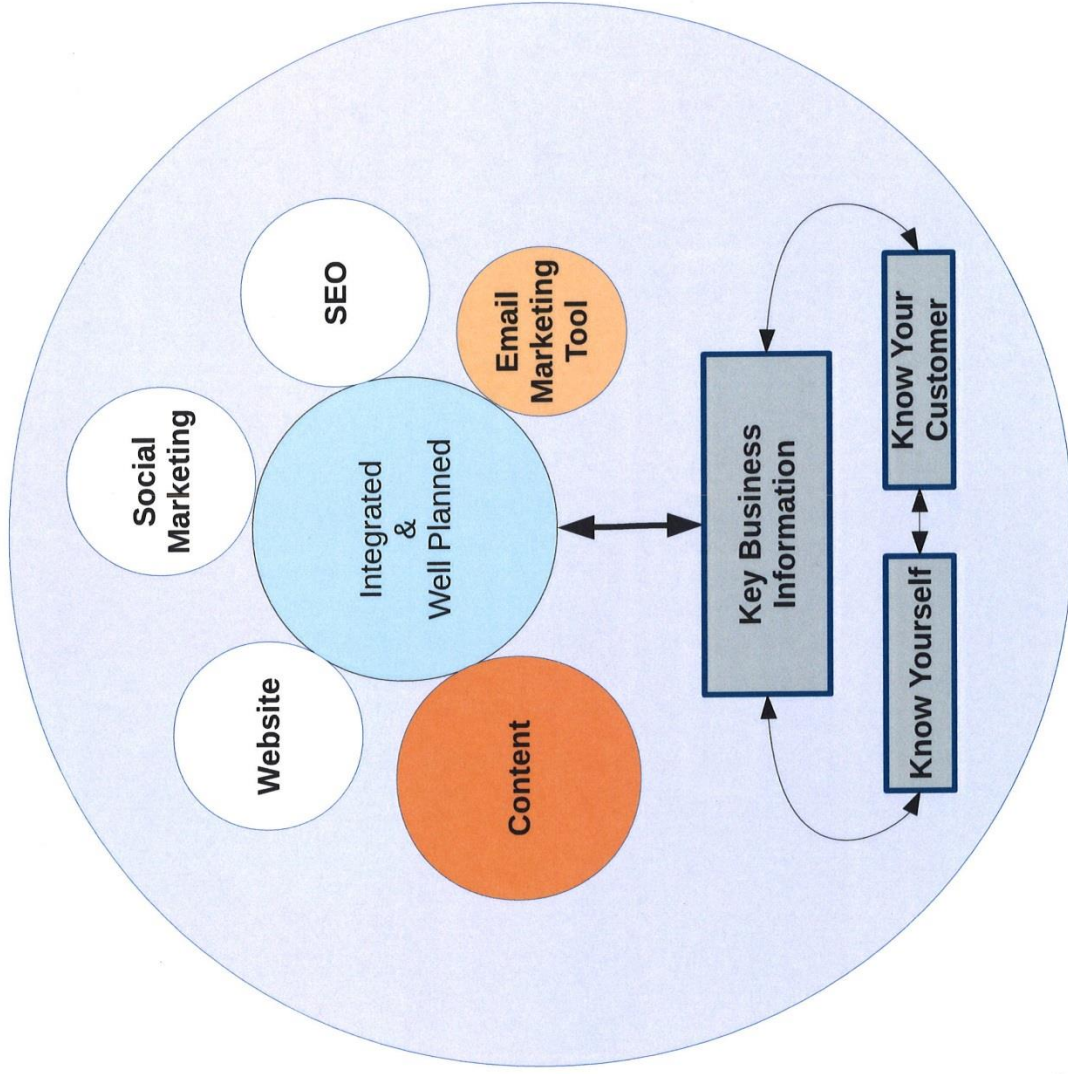 Website
Social
Marketing
SEO
Content
Integrated
&
Well Planned
Email
Marketing
Tool
Key Business
Information
Know Yourself
Know Your
Customer